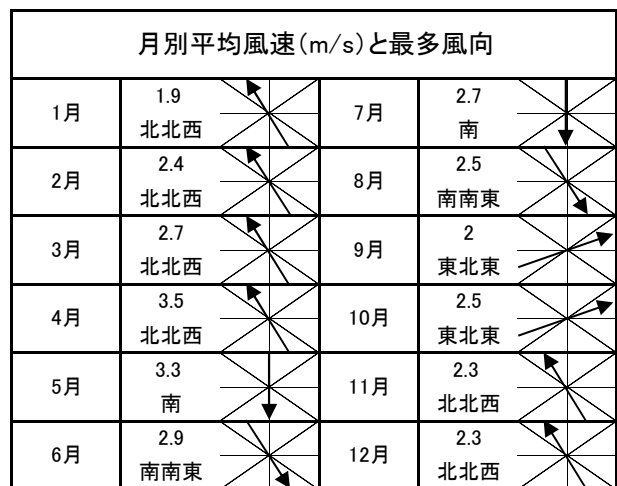 月別平均風速(m/s)と最多風向
1月 1.9 北北西 7月 2.7 南
2月 2.4 北北西 8月 2.5 南南東
3月 2.7 北北西 9月 2 東北東
4月 3.5 北北西 10月 2.5 東北東
5月 3.3 南 11月 2.3 北北西
6月 2.9 南南東 12月 2.3 北北西